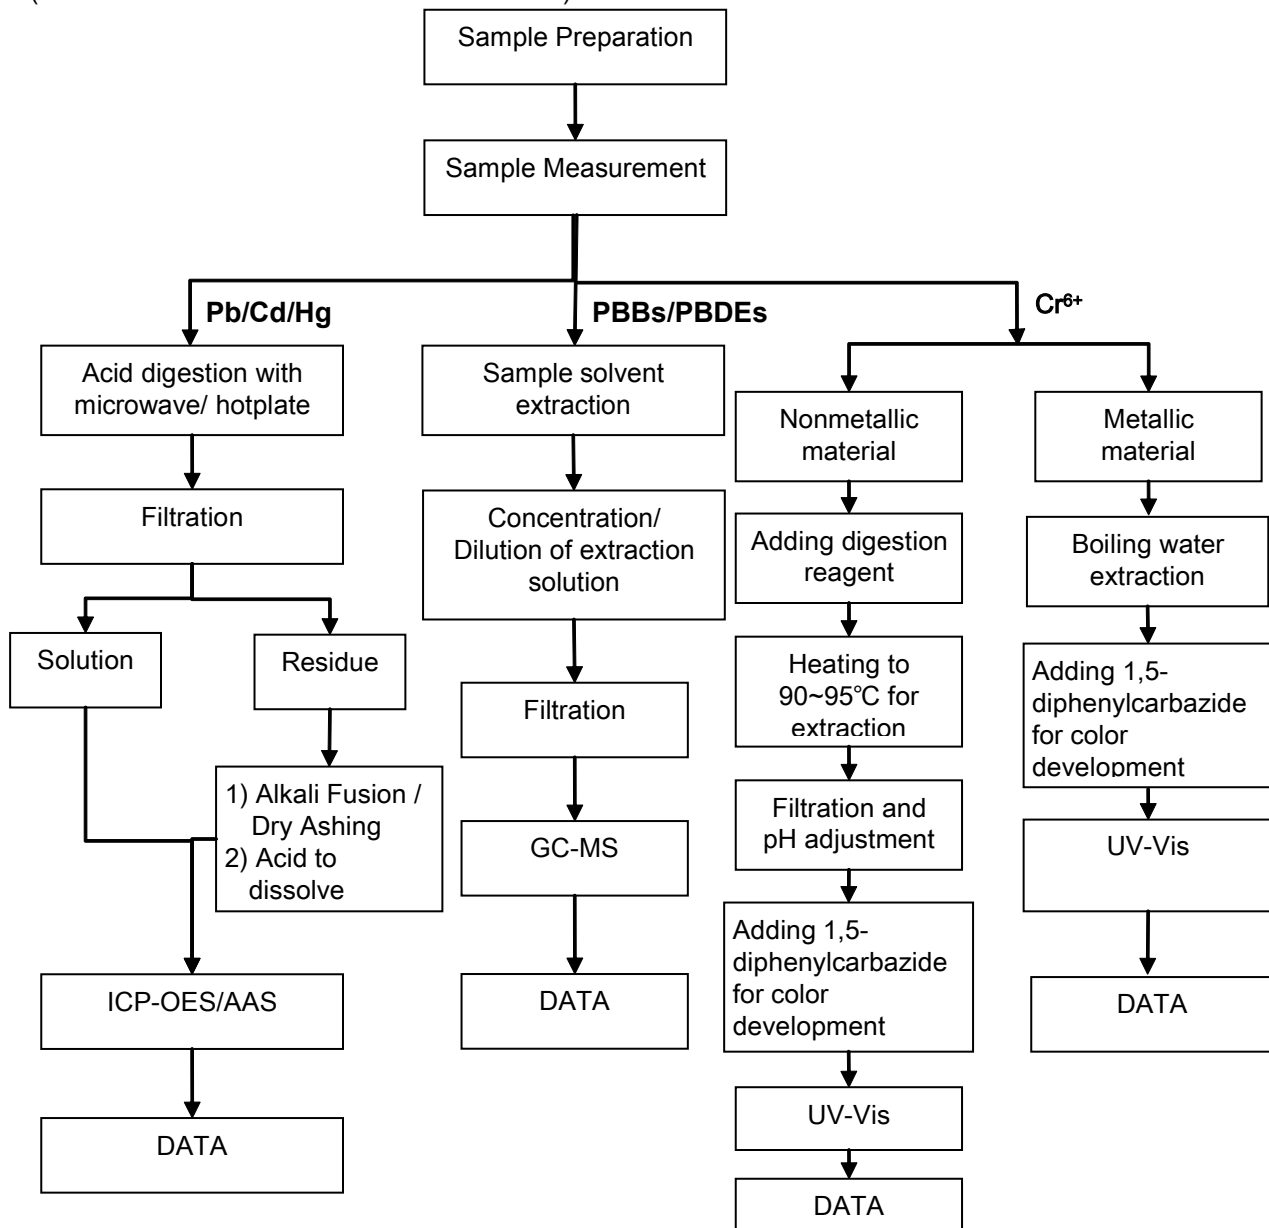 Sample Preparation
Sample Measurement
Pb/Cd/Hg
PBBs/PBDEs
Cr⁶⁺
Acid digestion with
microwave/ hotplate
Filtration
Solution
Residue
1) Alkali Fusion /
Dry Ashing
2) Acid to
dissolve
ICP-OES/AAS
DATA
Sample solvent
extraction
Concentration/
Dilution of extraction
solution
Filtration
GC-MS
DATA
Nonmetallic
material
Adding digestion
reagent
Heating to
90~95℃ for
extraction
Filtration and
pH adjustment
Adding 1,5-
diphenylcarbazide
for color
development
UV-Vis
DATA
Metallic
material
Boiling water
extraction
Adding 1,5-
diphenylcarbazide
for color
development
UV-Vis
DATA